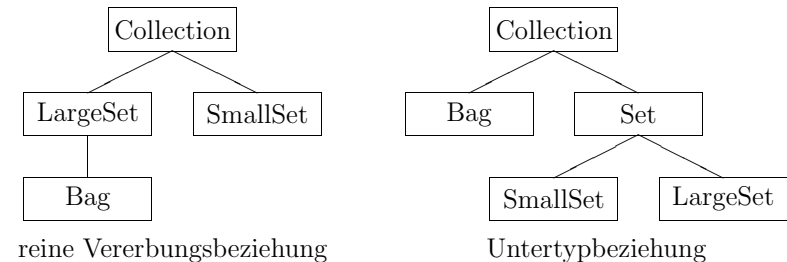 Collection
LargeSet SmallSet
Bag
reine Vererbungsbeziehung
Collection
Bag Set
SmallSet LargeSet
Untertypbeziehung